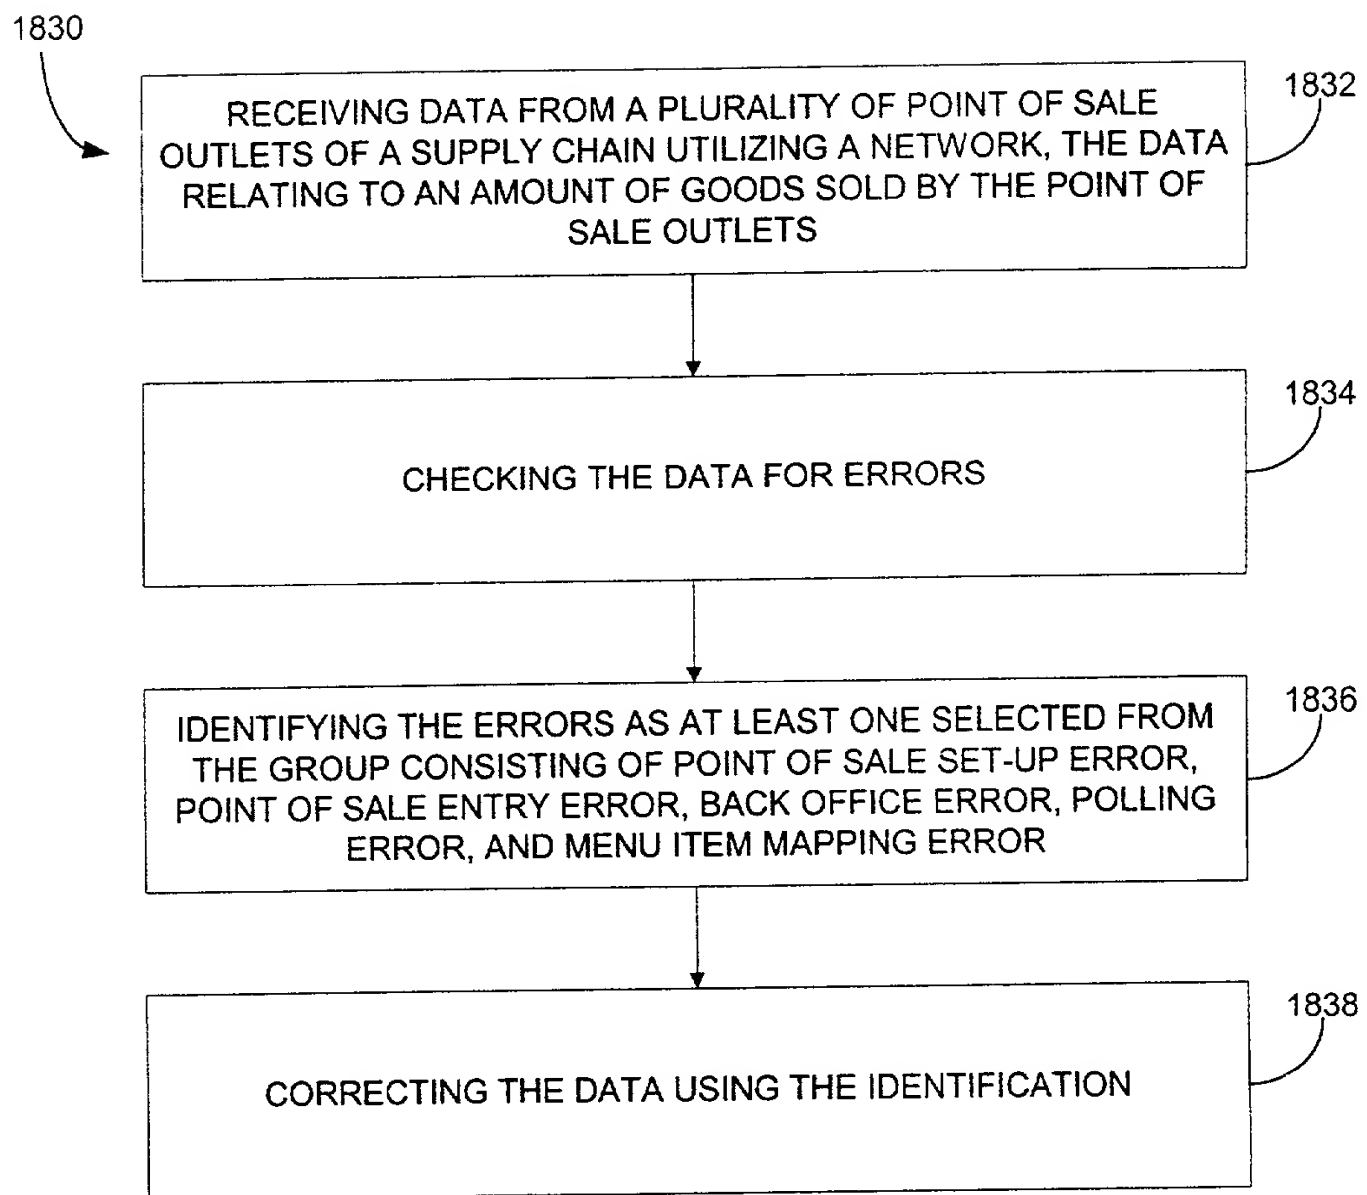 1830
1832
RECEIVING DATA FROM A PLURALITY OF POINT OF SALE
OUTLETS OF A SUPPLY CHAIN UTILIZING A NETWORK, THE DATA
RELATING TO AN AMOUNT OF GOODS SOLD BY THE POINT OF
SALE OUTLETS
1834
CHECKING THE DATA FOR ERRORS
1836
IDENTIFYING THE ERRORS AS AT LEAST ONE SELECTED FROM
THE GROUP CONSISTING OF POINT OF SALE SET-UP ERROR,
POINT OF SALE ENTRY ERROR, BACK OFFICE ERROR, POLLING
ERROR, AND MENU ITEM MAPPING ERROR
1838
CORRECTING THE DATA USING THE IDENTIFICATION